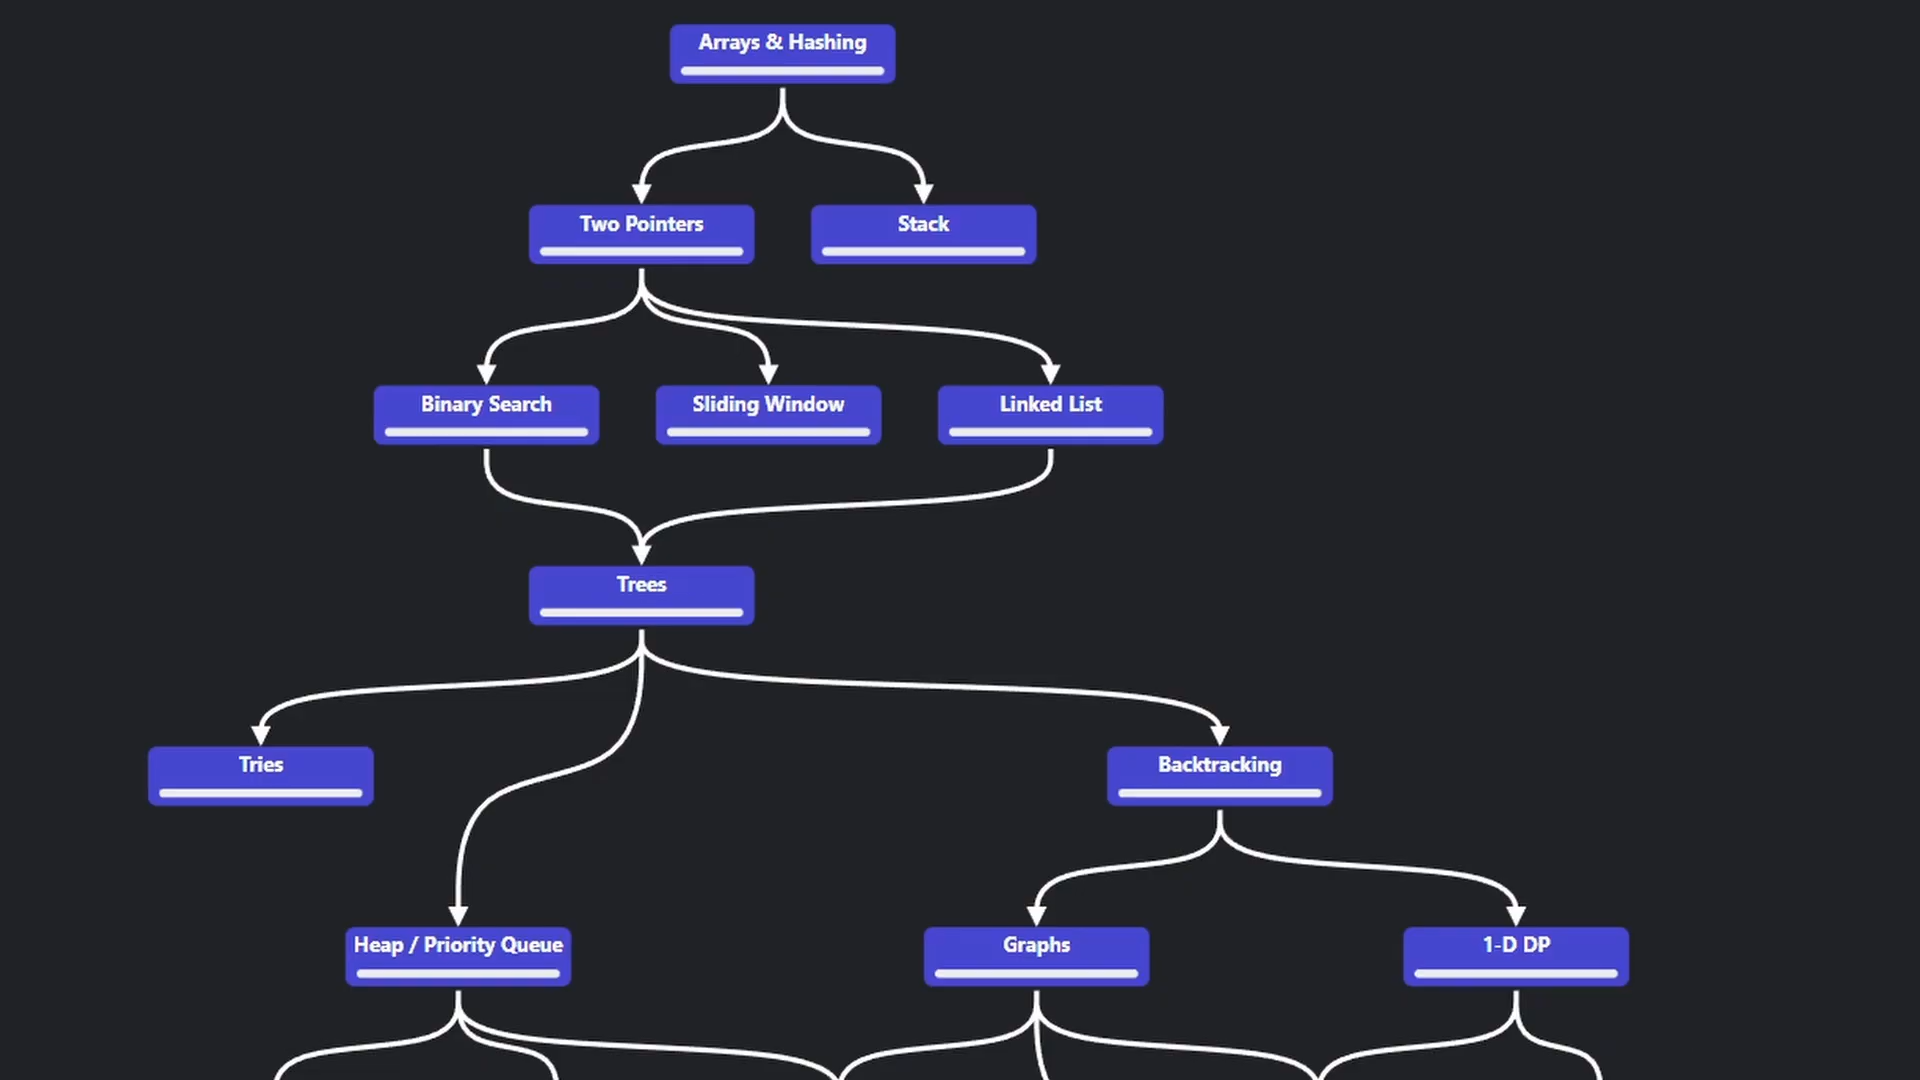 Arrays & Hashing
Two Pointers
Stack
Binary Search
Sliding Window
Linked List
Trees
Tries
Backtracking
Heap / Priority Queue
Graphs
1-D DP